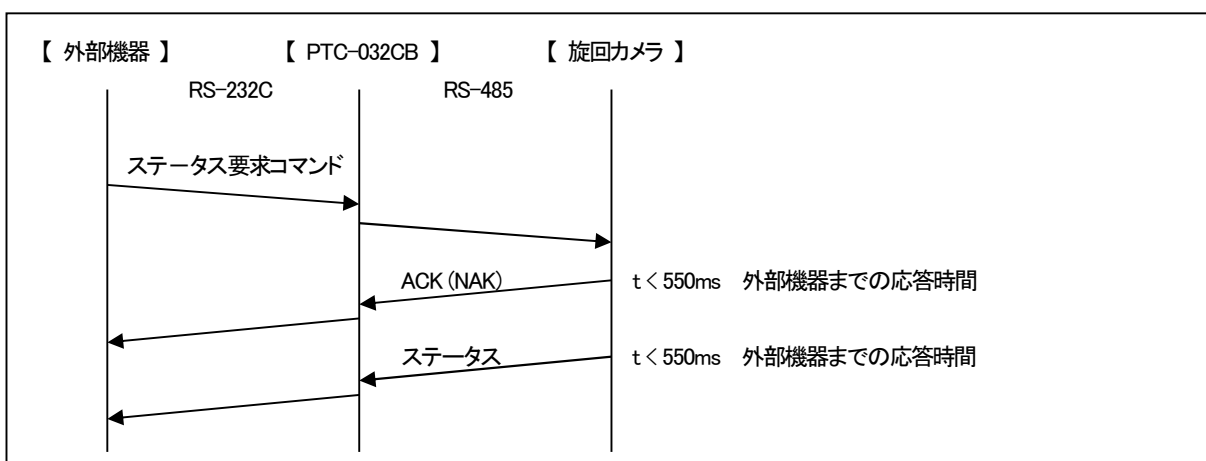 【 外部機器 】 【 PTC-032CB 】 【 旋回カメラ 】
RS-232C RS-485
ステータス要求コマンド
ACK(NAK) t<550ms 外部機器までの応答時間
ステータス t<550ms 外部機器までの応答時間